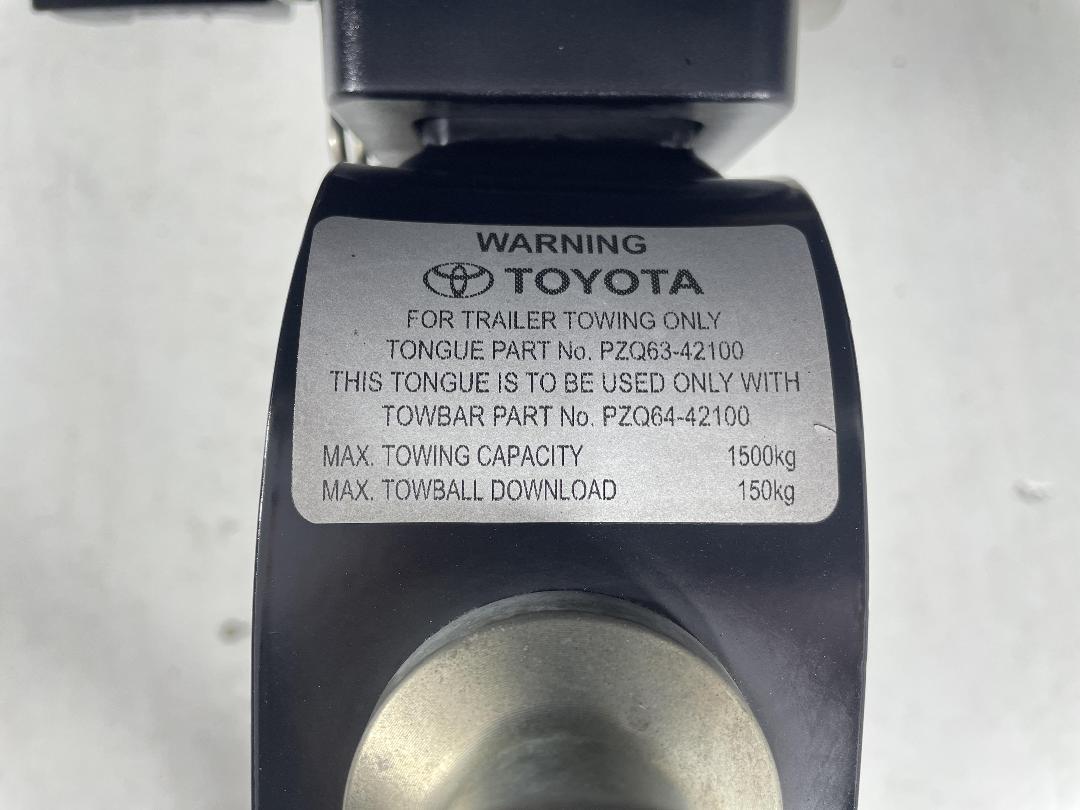 WARNING
TOYOTA
FOR TRAILER TOWING ONLY
TONGUE PART No. PZQ63-42100
THIS TONGUE IS TO BE USED ONLY WITH
TOWBAR PART No. PZQ64-42100
MAX. TOWING CAPACITY 1500kg
MAX. TOWBALL DOWNLOAD 150kg